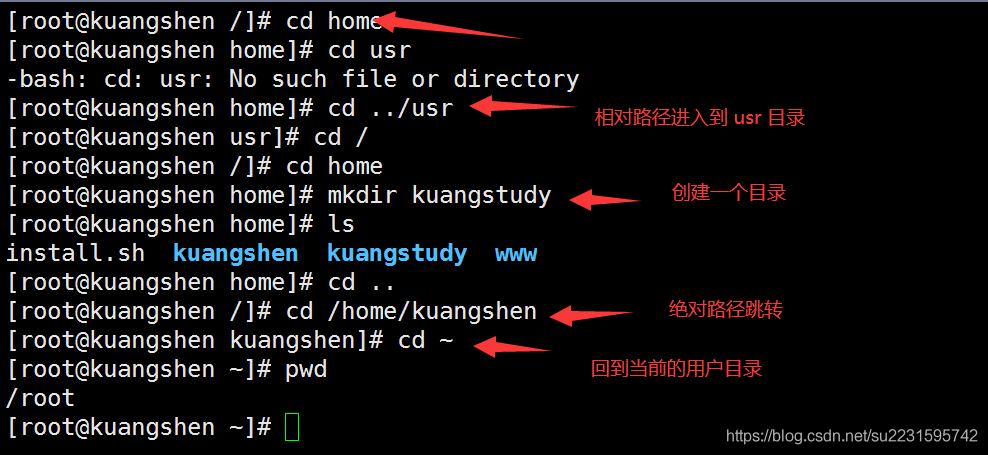 [root@kuangshen /]# cd home
[root@kuangshen home]# cd usr
-bash: cd: usr: No such file or directory
[root@kuangshen home]# cd ../usr
相对路径进入到 usr 目录
[root@kuangshen usr]# cd /
[root@kuangshen /]# cd home
[root@kuangshen home]# mkdir kuangstudy
创建一个目录
[root@kuangshen home]# ls
install.sh  kuangshen  kuangstudy  www
[root@kuangshen home]# cd ..
[root@kuangshen /]# cd /home/kuangshen
绝对路径跳转
[root@kuangshen kuangshen]# cd ~
回到当前的用户目录
[root@kuangshen ~]# pwd
/root
[root@kuangshen ~]#
https://blog.csdn.net/su2231595742